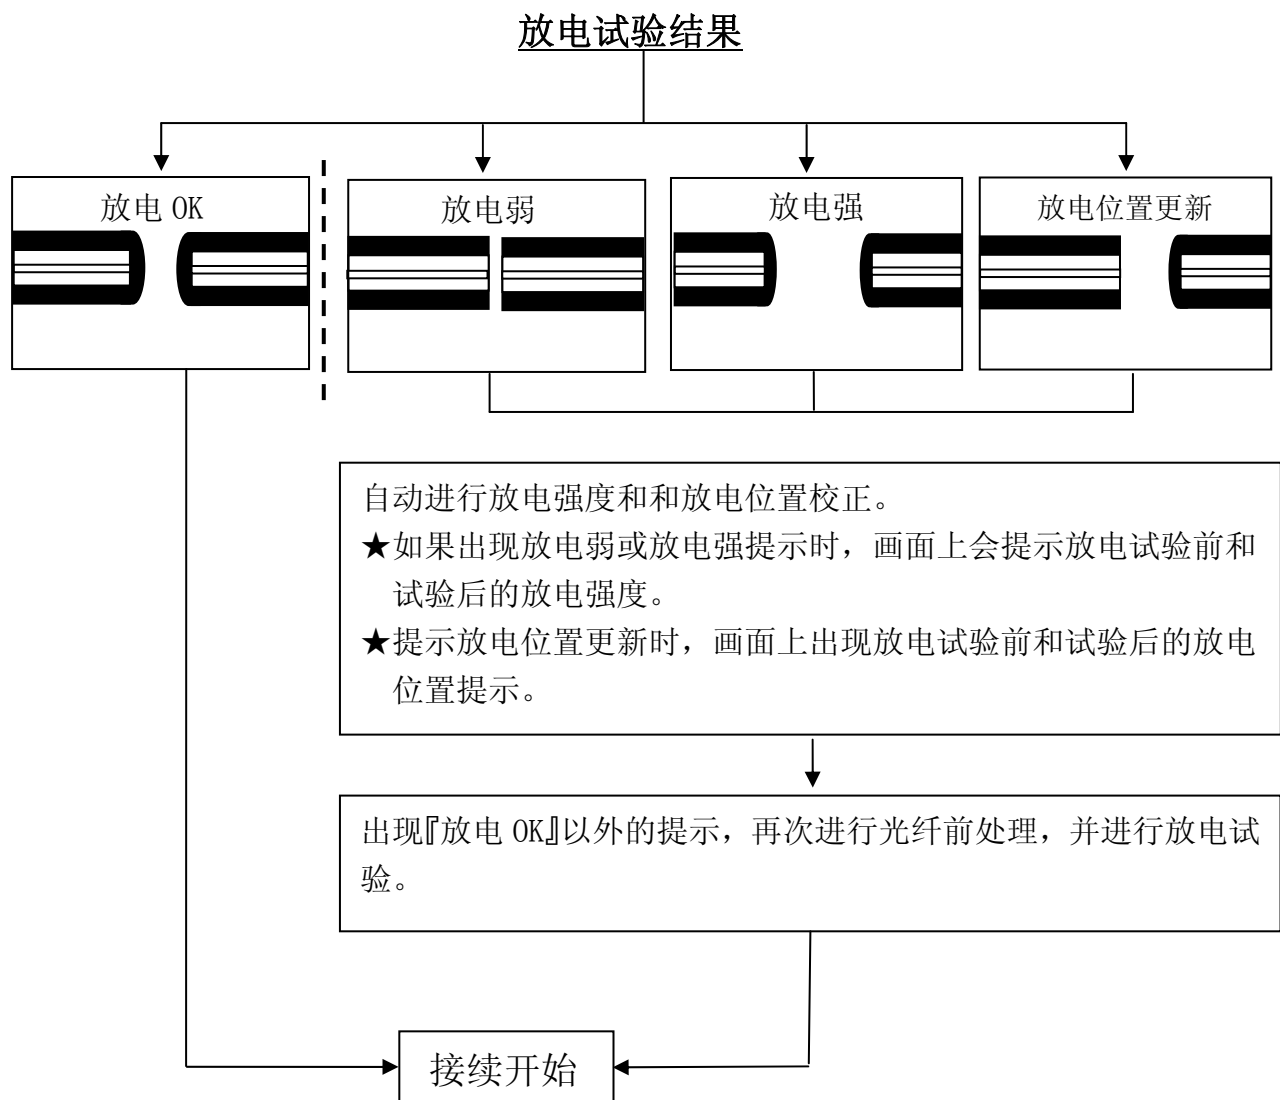 放电试验结果
放电 OK
放电弱
放电强
放电位置更新
自动进行放电强度和和放电位置校正。
★如果出现放电弱或放电强提示时，画面上会提示放电试验前和
试验后的放电强度。
★提示放电位置更新时，画面上出现放电试验前和试验后的放电
位置提示。
出现『放电 OK』以外的提示，再次进行光纤前处理，并进行放电试
验。
接续开始